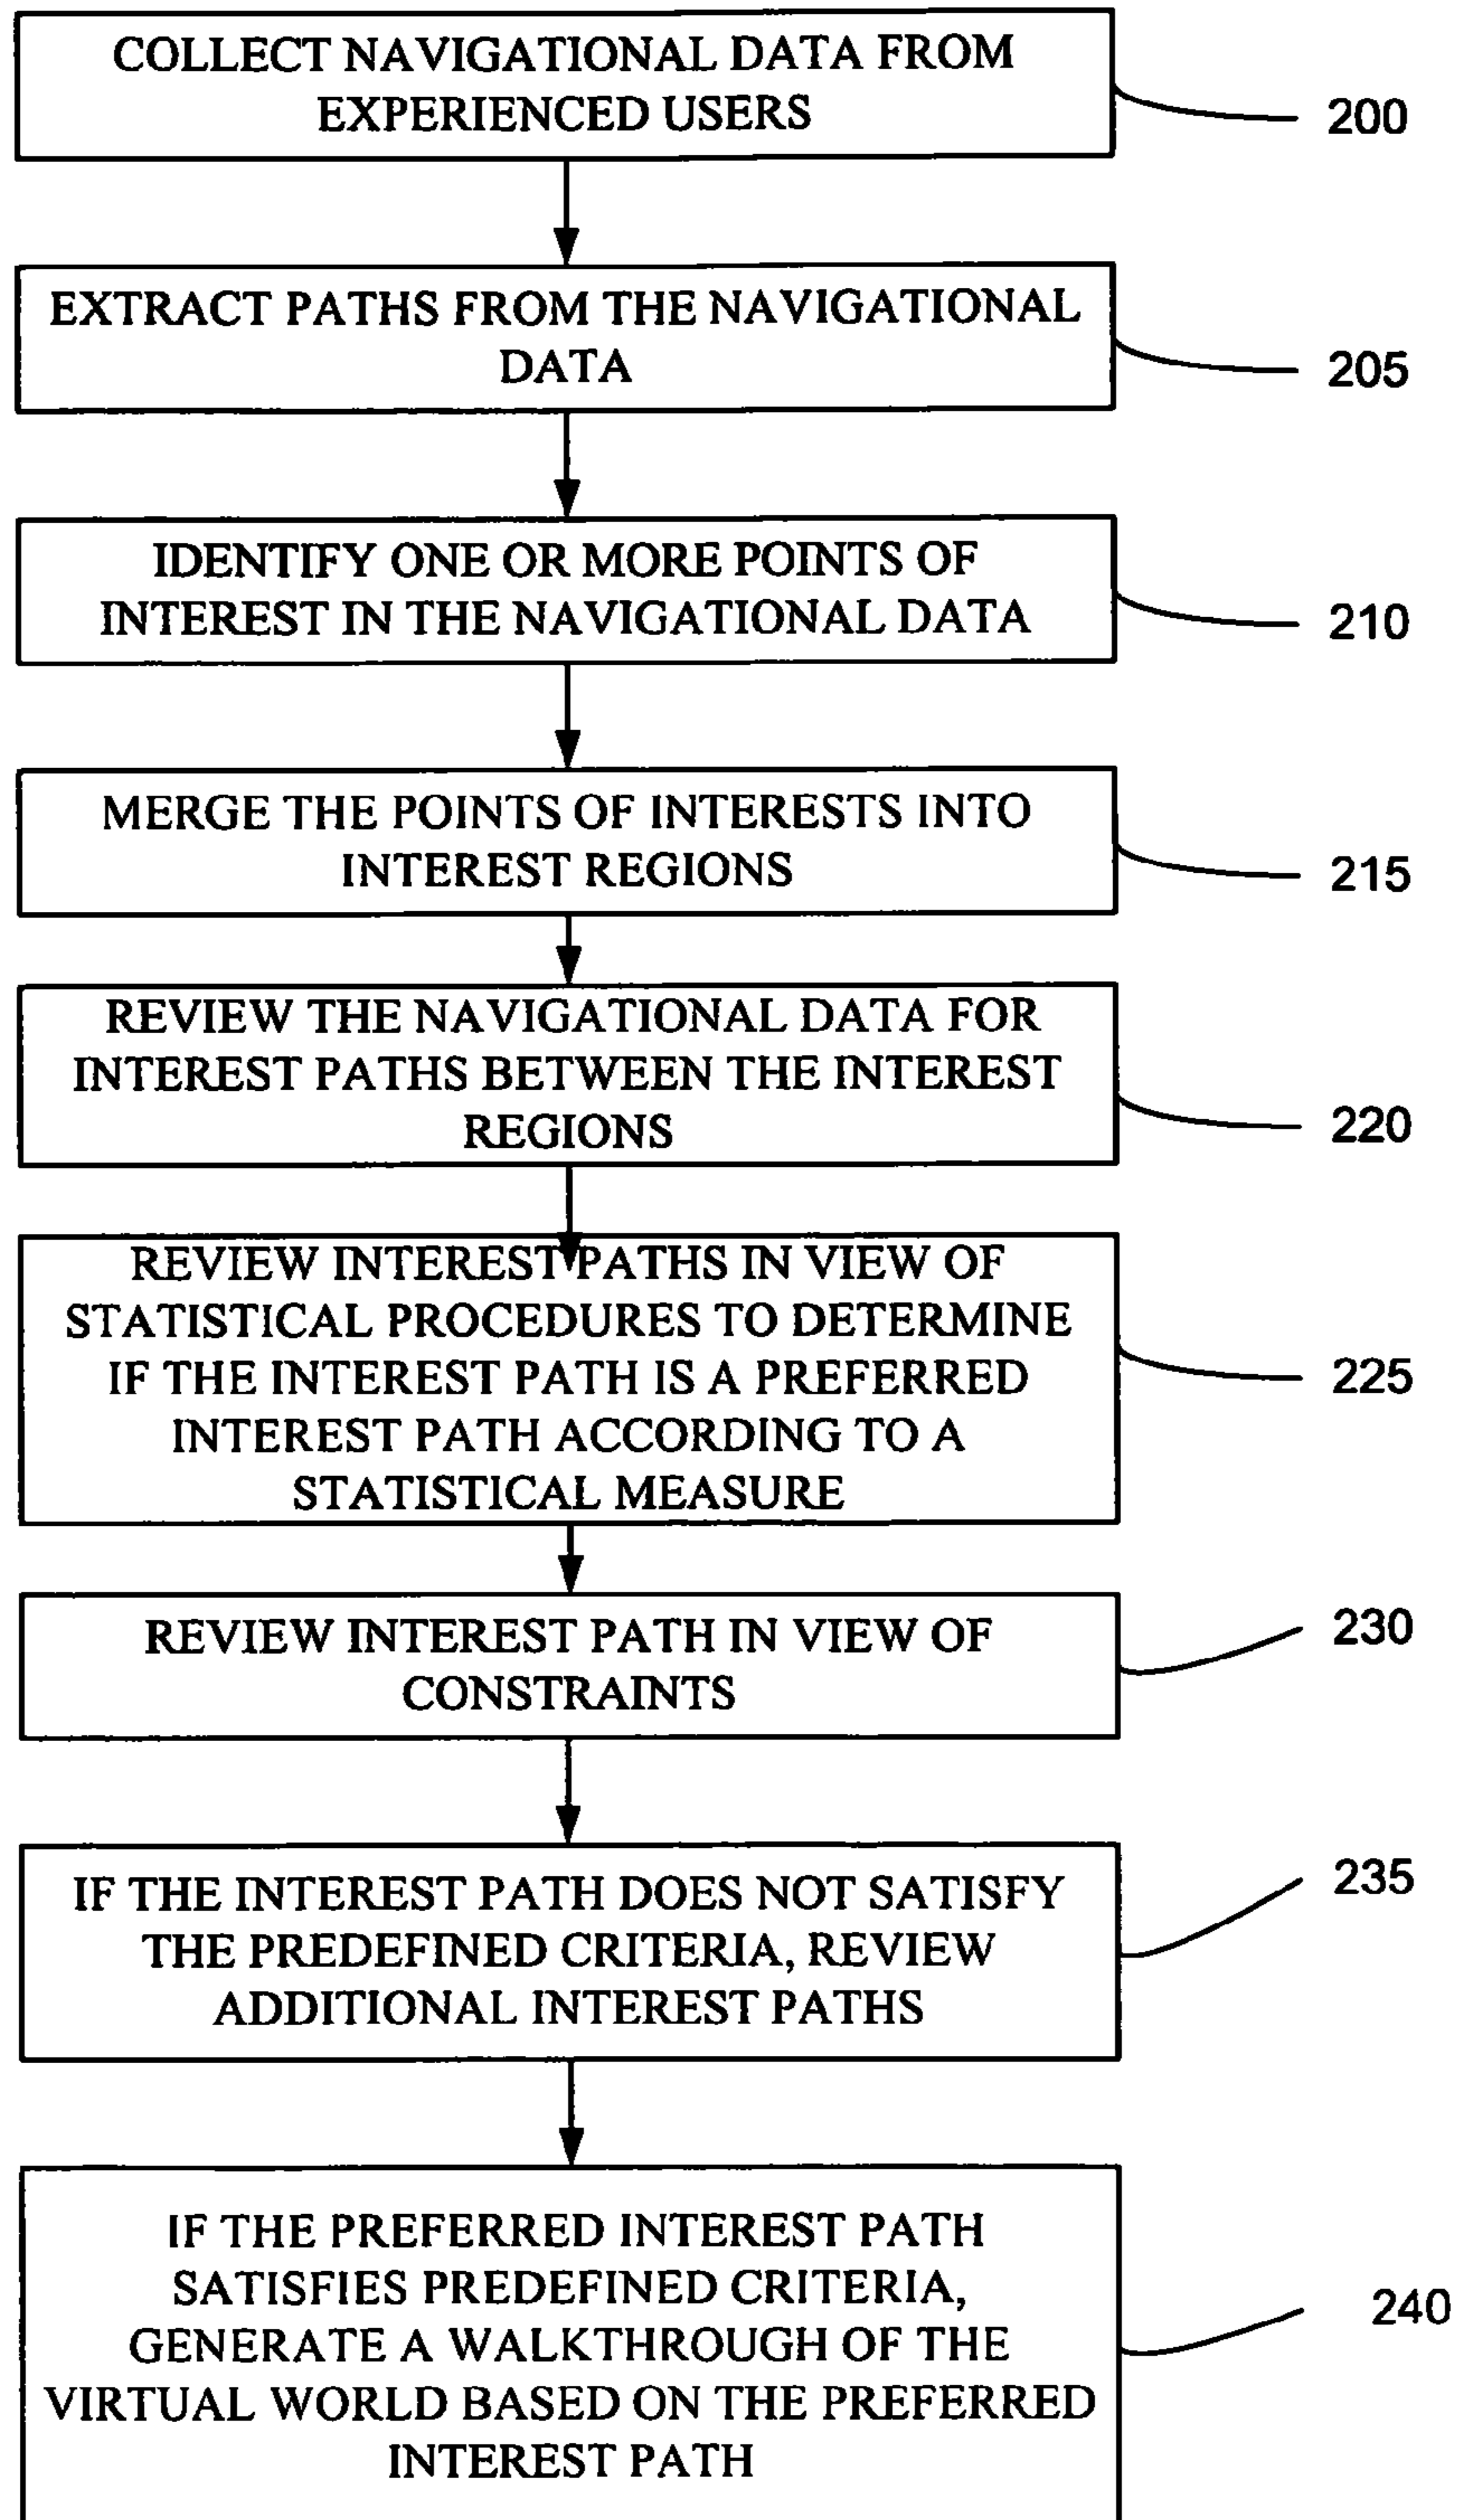 COLLECT NAVIGATIONAL DATA FROM
EXPERIENCED USERS
200
EXTRACT PATHS FROM THE NAVIGATIONAL
DATA
205
IDENTIFY ONE OR MORE POINTS OF
INTEREST IN THE NAVIGATIONAL DATA
210
MERGE THE POINTS OF INTERESTS INTO
INTEREST REGIONS
215
REVIEW THE NAVIGATIONAL DATA FOR
INTEREST PATHS BETWEEN THE INTEREST
REGIONS
220
REVIEW INTEREST PATHS IN VIEW OF
STATISTICAL PROCEDURES TO DETERMINE
IF THE INTEREST PATH IS A PREFERRED
INTEREST PATH ACCORDING TO A
STATISTICAL MEASURE
225
REVIEW INTEREST PATH IN VIEW OF
CONSTRAINTS
230
IF THE INTEREST PATH DOES NOT SATISFY
THE PREDEFINED CRITERIA, REVIEW
ADDITIONAL INTEREST PATHS
235
IF THE PREFERRED INTEREST PATH
SATISFIES PREDEFINED CRITERIA,
GENERATE A WALKTHROUGH OF THE
VIRTUAL WORLD BASED ON THE PREFERRED
INTEREST PATH
240